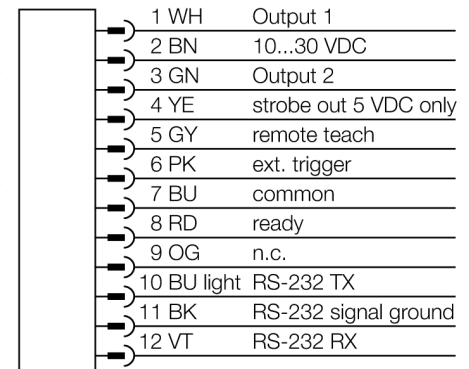 1 WH Output 1
2 BN 10...30 VDC
3 GN Output 2
4 YE strobe out 5 VDC only
5 GY remote teach
6 PK ext. trigger
7 BU common
8 RD ready
9 OG n.c.
10 BU light RS-232 TX
11 BK RS-232 signal ground
12 VT RS-232 RX